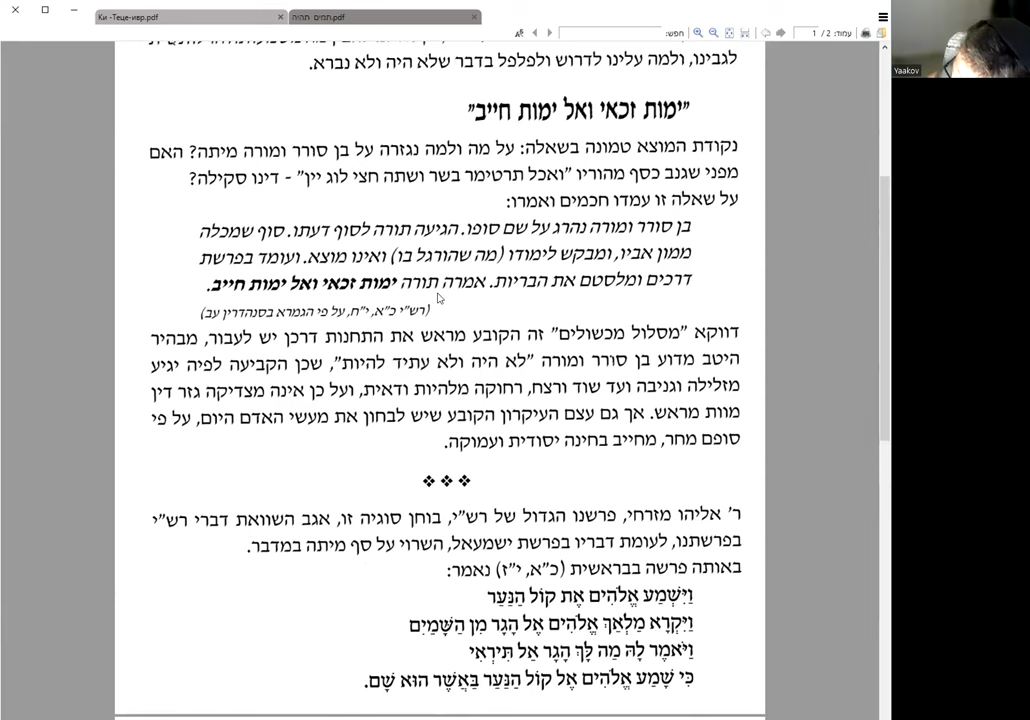 Ки -Теце-ивр.pdf
תמים תהיה.pdf
חיפש:
עמוד: 2/ 1
Yaakov
לגבינו, ולמה עלינו לדרוש ולפלפל בדבר שלא היה ולא נברא.
"ימות זכאי ואל ימות חייב"
נקודת המוצא טמונה בשאלה: על מה ולמה נגזרה על בן סורר ומורה מיתה? האם
מפני שגנב כסף מהוריו "ואכל תרטימר בשר ושתה חצי לוג יין" - דינו סקילה?
על שאלה זו עמדו חכמים ואמרו:
בן סורר ומורה נהרג על שם סופו. הגיעה תורה לסוף דעתו. סוף שמכלה
ממון אביו, ומבקש לימודו (מה שהורגל בו) ואינו מוצא. ועומד בפרשת
דרכים ומלסטם את הבריות. אמרה תורה ימות זכאי ואל ימות חייב.
(רש"י כ"א, י"ח, על פי הגמרא בסנהדרין עב)
דווקא "מסלול מכשולים" זה הקובע מראש את התחנות דרכן יש לעבור, מבהיר
היטב מדוע בן סורר ומורה "לא היה ולא עתיד להיות", שכן הקביעה לפיה יגיע
מזלילה וגניבה ועד שוד ורצח, רחוקה מלהיות ודאית, ועל כן אינה מצדיקה גזר דין
מוות מראש. אך גם עצם העיקרון הקובע שיש לבחון את מעשי האדם היום, על פי
סופם מחר, מחייב בחינה יסודית ועמוקה.
ר' אליהו מזרחי, פרשנו הגדול של רש"י, בוחן סוגיה זו, אגב השוואת דברי רש"י
בפרשתנו, לעומת דבריו בפרשת ישמעאל, השרוי על סף מיתה במדבר.
באותה פרשה בבראשית (כ"א, י"ז) נאמר:
וַיִּשְׁמַע אֱלֹהִים אֶת קוֹל הַנַּעַר
וַיִּקְרָא מַלְאַךְ אֱלֹהִים אֶל הָגָר מִן הַשָּׁמַיִם
וַיֹּאמֶר לָהּ מַה לָּךְ הָגָר אַל תִּירְאִי
כִּי שָׁמַע אֱלֹהִים אֶל קוֹל הַנַּעַר בַּאֲשֶׁר הוּא שָׁם.